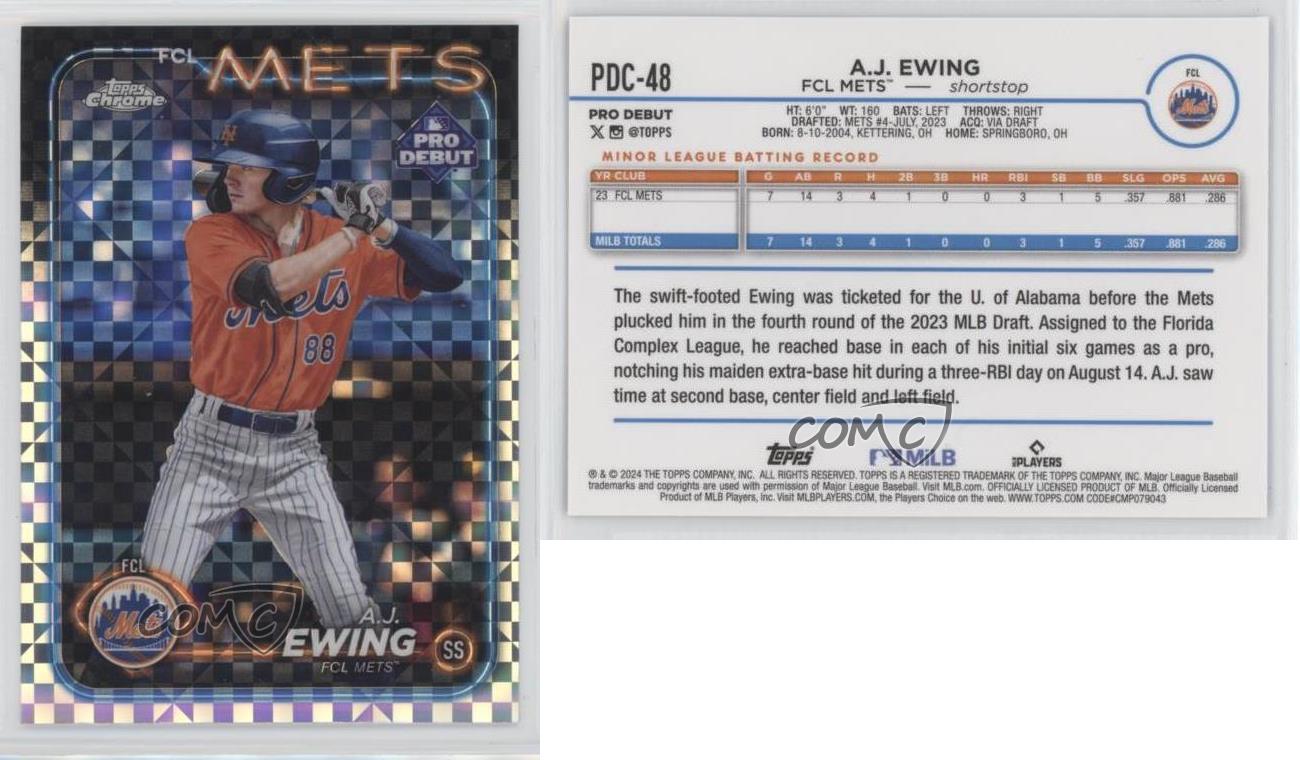 FCL METS
Topps Chrome
PRO DEBUT
NY
Mets
88
FCL
Mets
COMC
A.J.
EWING
FCL METS™
SS
PDC-48
A.J. EWING
FCL METS™ — shortstop
FCL
Mets
PRO DEBUT
X @TOPPS
HT: 6'0" WT: 160 BATS: LEFT THROWS: RIGHT
DRAFTED: METS #4-JULY, 2023 ACQ: VIA DRAFT
BORN: 8-10-2004, KETTERING, OH HOME: SPRINGBORO, OH
MINOR LEAGUE BATTING RECORD
YR CLUB G AB R H 2B 3B HR RBI SB BB SLG OPS AVG
23 FCL METS 7 14 3 4 1 0 0 3 1 5 .357 .881 .286
MILB TOTALS 7 14 3 4 1 0 0 3 1 5 .357 .881 .286
The swift-footed Ewing was ticketed for the U. of Alabama before the Mets
plucked him in the fourth round of the 2023 MLB Draft. Assigned to the Florida
Complex League, he reached base in each of his initial six games as a pro,
notching his maiden extra-base hit during a three-RBI day on August 14. A.J. saw
time at second base, center field and left field.
COMC
Topps MiLB PLAYERS
® & © 2024 THE TOPPS COMPANY, INC. ALL RIGHTS RESERVED. TOPPS IS A REGISTERED TRADEMARK OF THE TOPPS COMPANY, INC. Major League Baseball
trademarks and copyrights are used with permission of Major League Baseball. Visit MLB.com. OFFICIALLY LICENSED PRODUCT OF MLB. Officially Licensed
Product of MLB Players, Inc. Visit MLBPLAYERS.COM, the Players Choice on the web. WWW.TOPPS.COM CODE#CMP079043